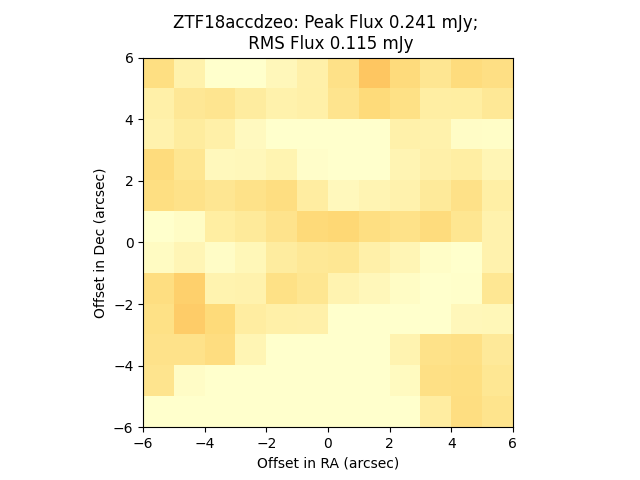 ZTF18accdzeo: Peak Flux 0.241 mJy;
RMS Flux 0.115 mJy
6
4
2
0
−2
−4
−6
Offset in Dec (arcsec)
−6 −4 −2 0 2 4 6
Offset in RA (arcsec)